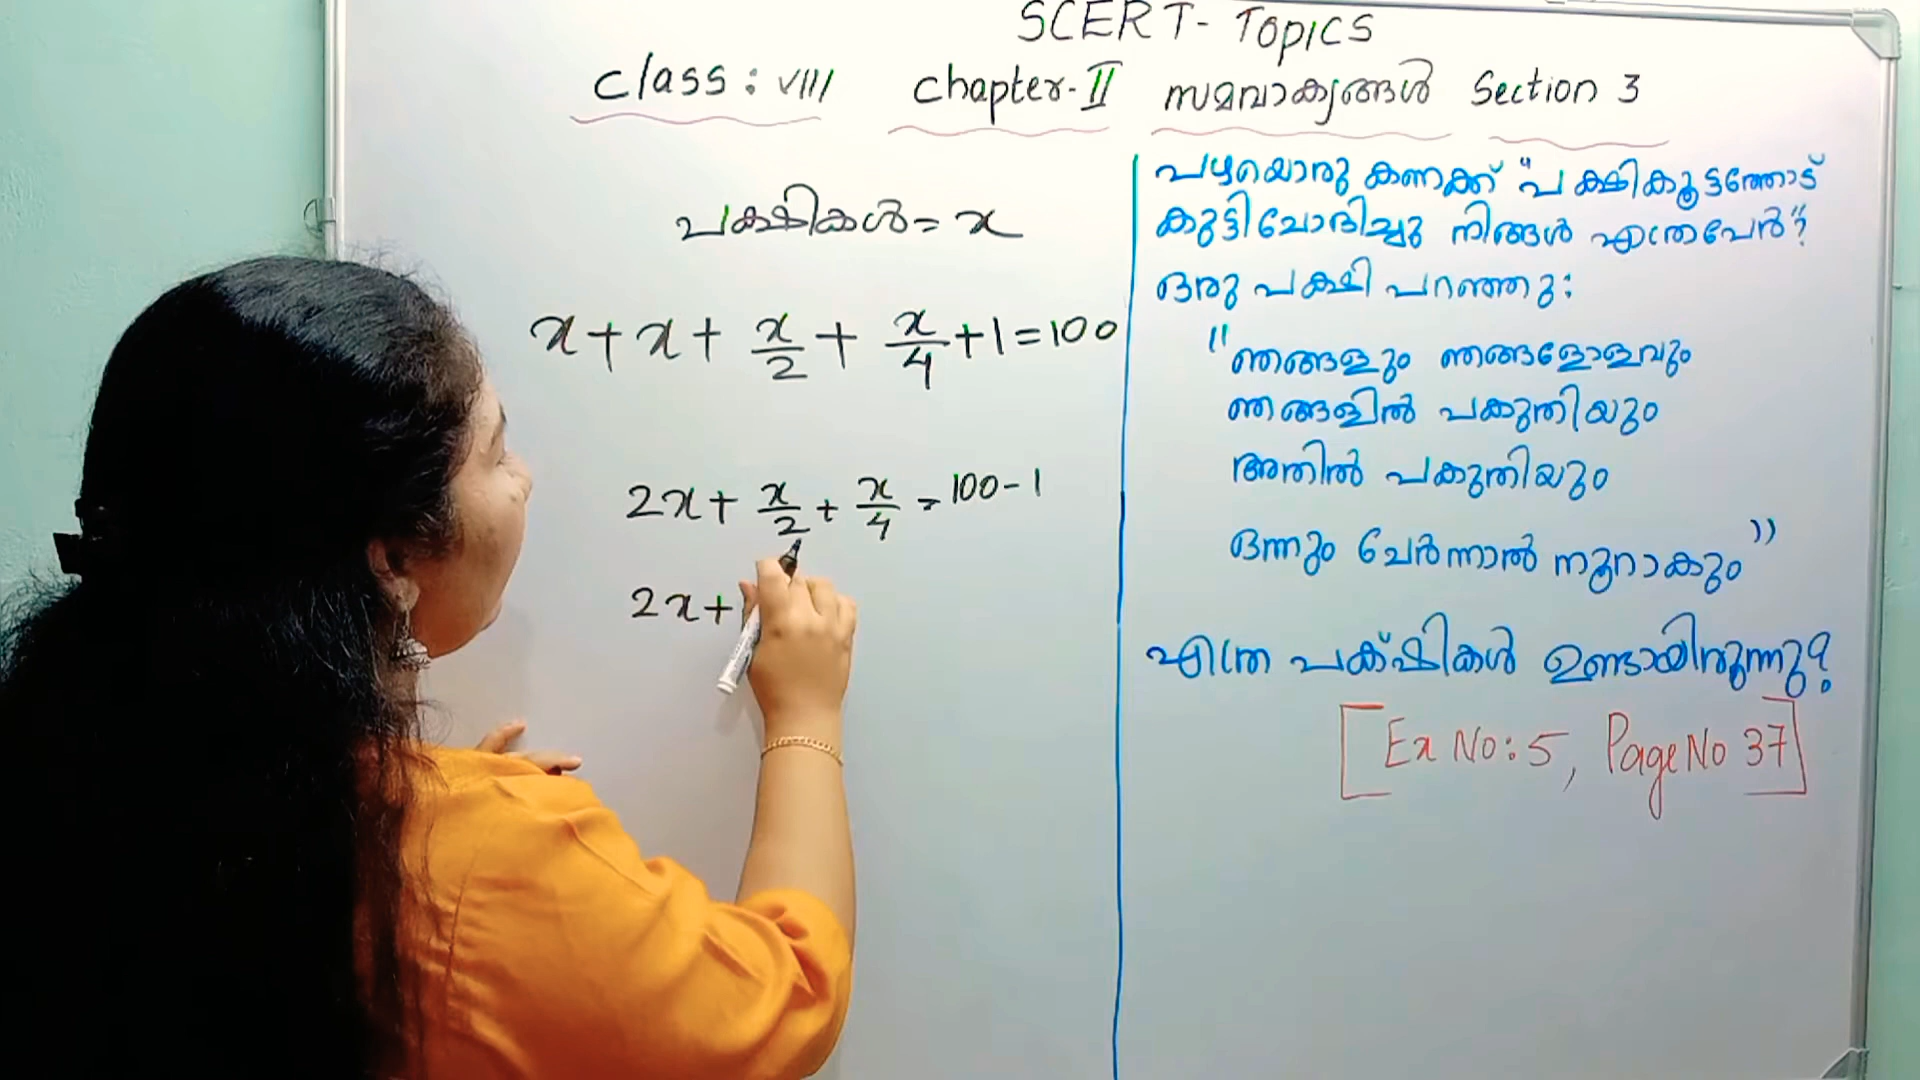 SCERT - Topics
Class : VIII Chapter - II സമവാക്യങ്ങൾ Section 3
പക്ഷികൾ = x
x + x + x/2 + x/4 + 1 = 100
2x + x/2 + x/4 = 100 - 1
2x +
പഴയൊരു കണക്ക് "പക്ഷികൂട്ടത്തോട്
കുട്ടി ചോദിച്ചു നിങ്ങൾ എത്രപേർ"?
ഒരു പക്ഷി പറഞ്ഞു:
"ഞങ്ങളും ഞങ്ങളോളവും
ഞങ്ങളിൽ പകുതിയും
അതിൽ പകുതിയും
ഒന്നും ചേർന്നാൽ നൂറാകും"
എത്ര പക്ഷികൾ ഉണ്ടായിരുന്നു?
[Ex No: 5, Page No 37]